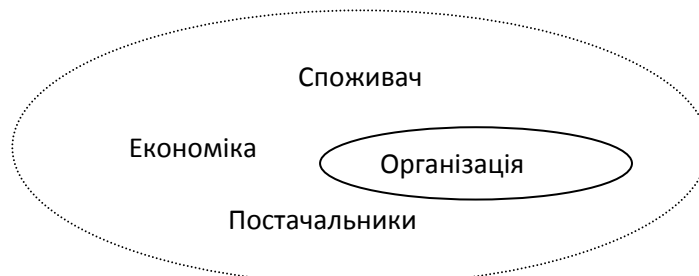 Споживач
Економіка
Організація
Постачальники